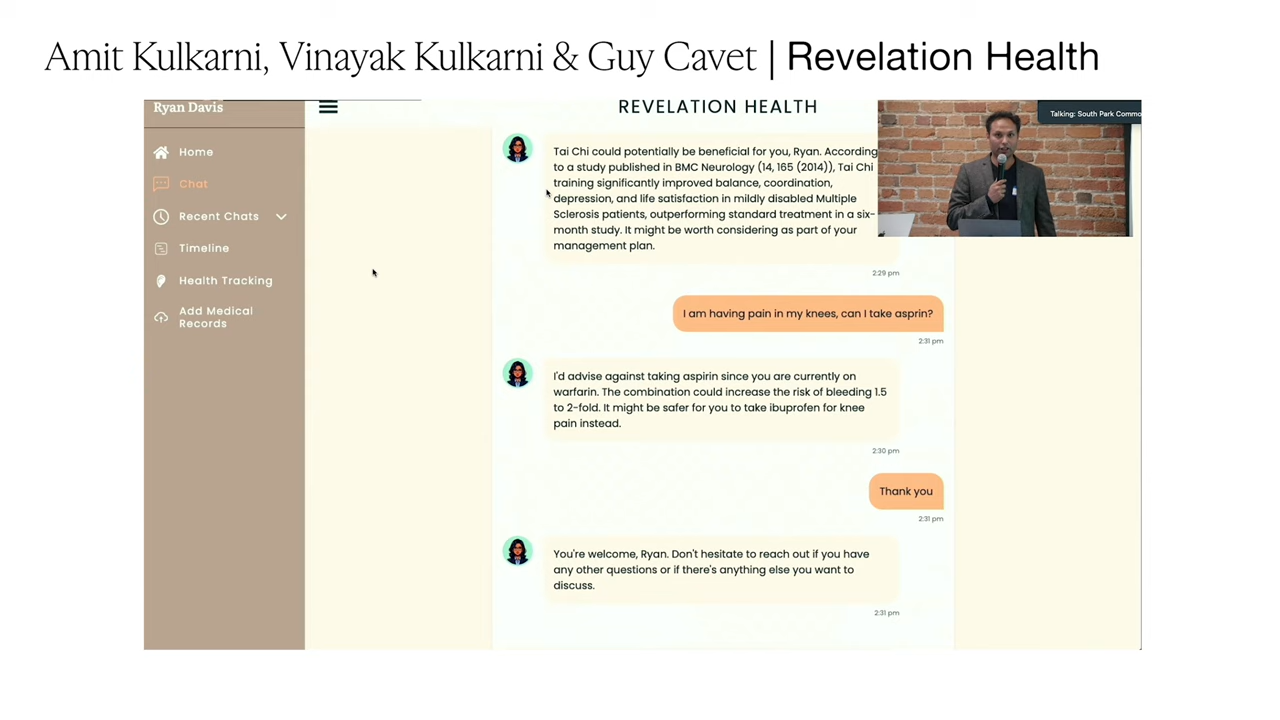 Amit Kulkarni, Vinayak Kulkarni & Guy Cavet | Revelation Health
Ryan Davis
Home
Chat
Recent Chats
Timeline
Health Tracking
Add Medical
Records
REVELATION HEALTH
Talking: South Park Commo
Tai Chi could potentially be beneficial for you, Ryan. According
to a study published in BMC Neurology (14, 165 (2014)), Tai Chi
training significantly improved balance, coordination,
depression, and life satisfaction in mildly disabled Multiple
Sclerosis patients, outperforming standard treatment in a six-
month study. It might be worth considering as part of your
management plan.
2:29 pm
I am having pain in my knees, can I take asprin?
2:31 pm
I'd advise against taking aspirin since you are currently on
warfarin. The combination could increase the risk of bleeding 1.5
to 2-fold. It might be safer for you to take ibuprofen for knee
pain instead.
2:30 pm
Thank you
2:31 pm
You're welcome, Ryan. Don't hesitate to reach out if you have
any other questions or if there's anything else you want to
discuss.
2:31 pm